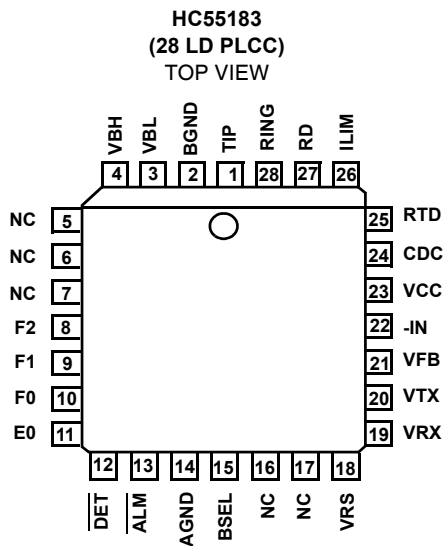 HC55183
(28 LD PLCC)
TOP VIEW
VBH VBL BGND TIP RING RD ILIM
4 3 2 1 28 27 26
NC 5 25 RTD
NC 6 24 CDC
NC 7 23 VCC
F2 8 22 -IN
F1 9 21 VFB
F0 10 20 VTX
E0 11 19 VRX
12 13 14 15 16 17 18
DET ALM AGND BSEL NC NC VRS